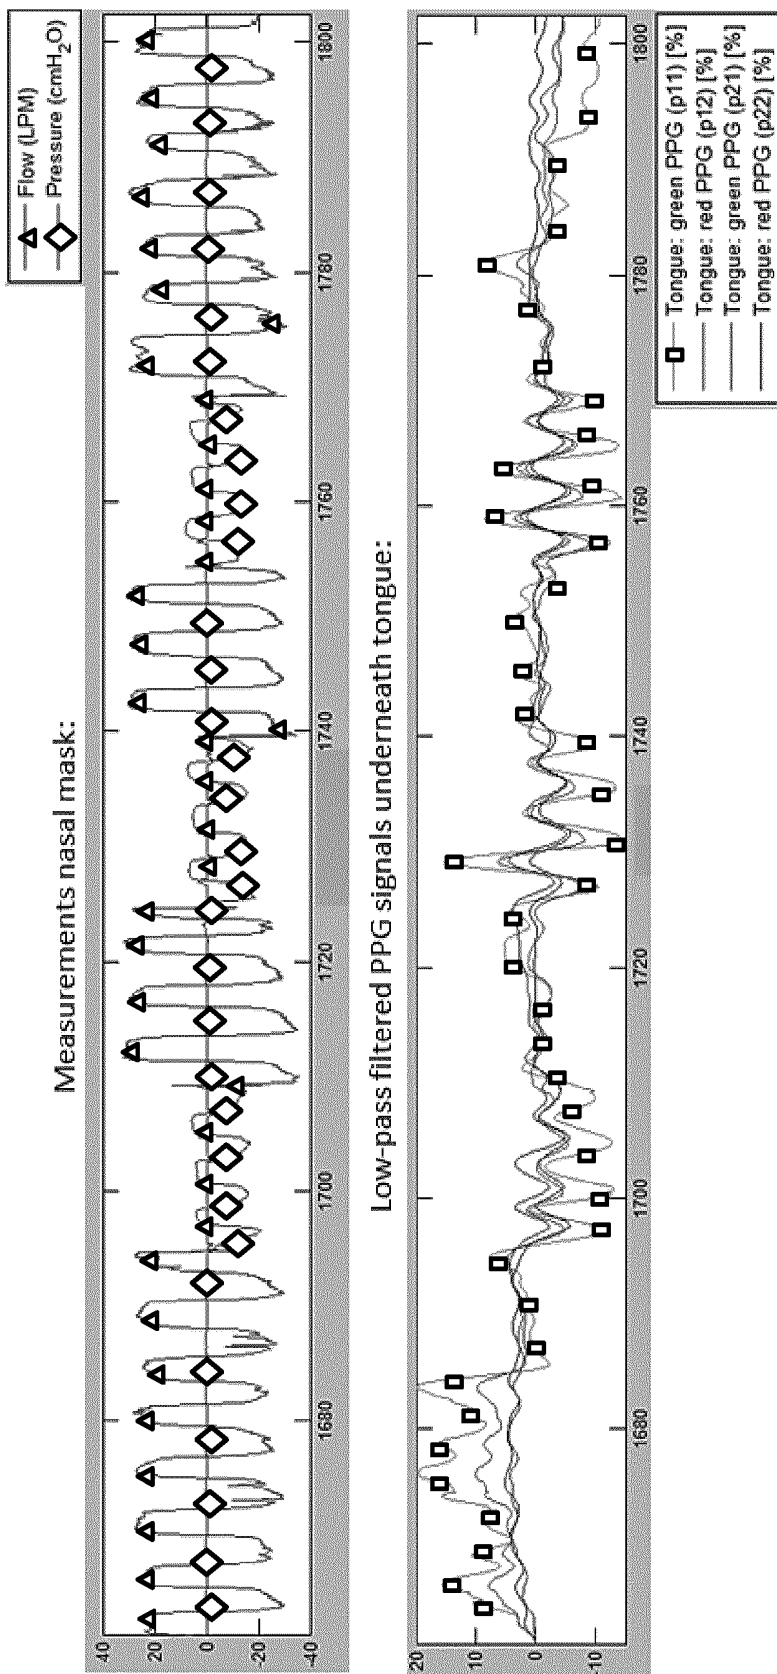 Measurements nasal mask:
Flow (LPM)
Pressure (cmH2O)
40
20
0
-20
-40
1680
1700
1720
1740
1760
1780
1800
Low-pass filtered PPG signals underneath tongue:
20
10
0
-10
1680
1700
1720
1740
1760
1780
1800
Tongue: green PPG (p11) [%]
Tongue: red PPG (p12) [%]
Tongue: green PPG (p21) [%]
Tongue: red PPG (p22) [%]